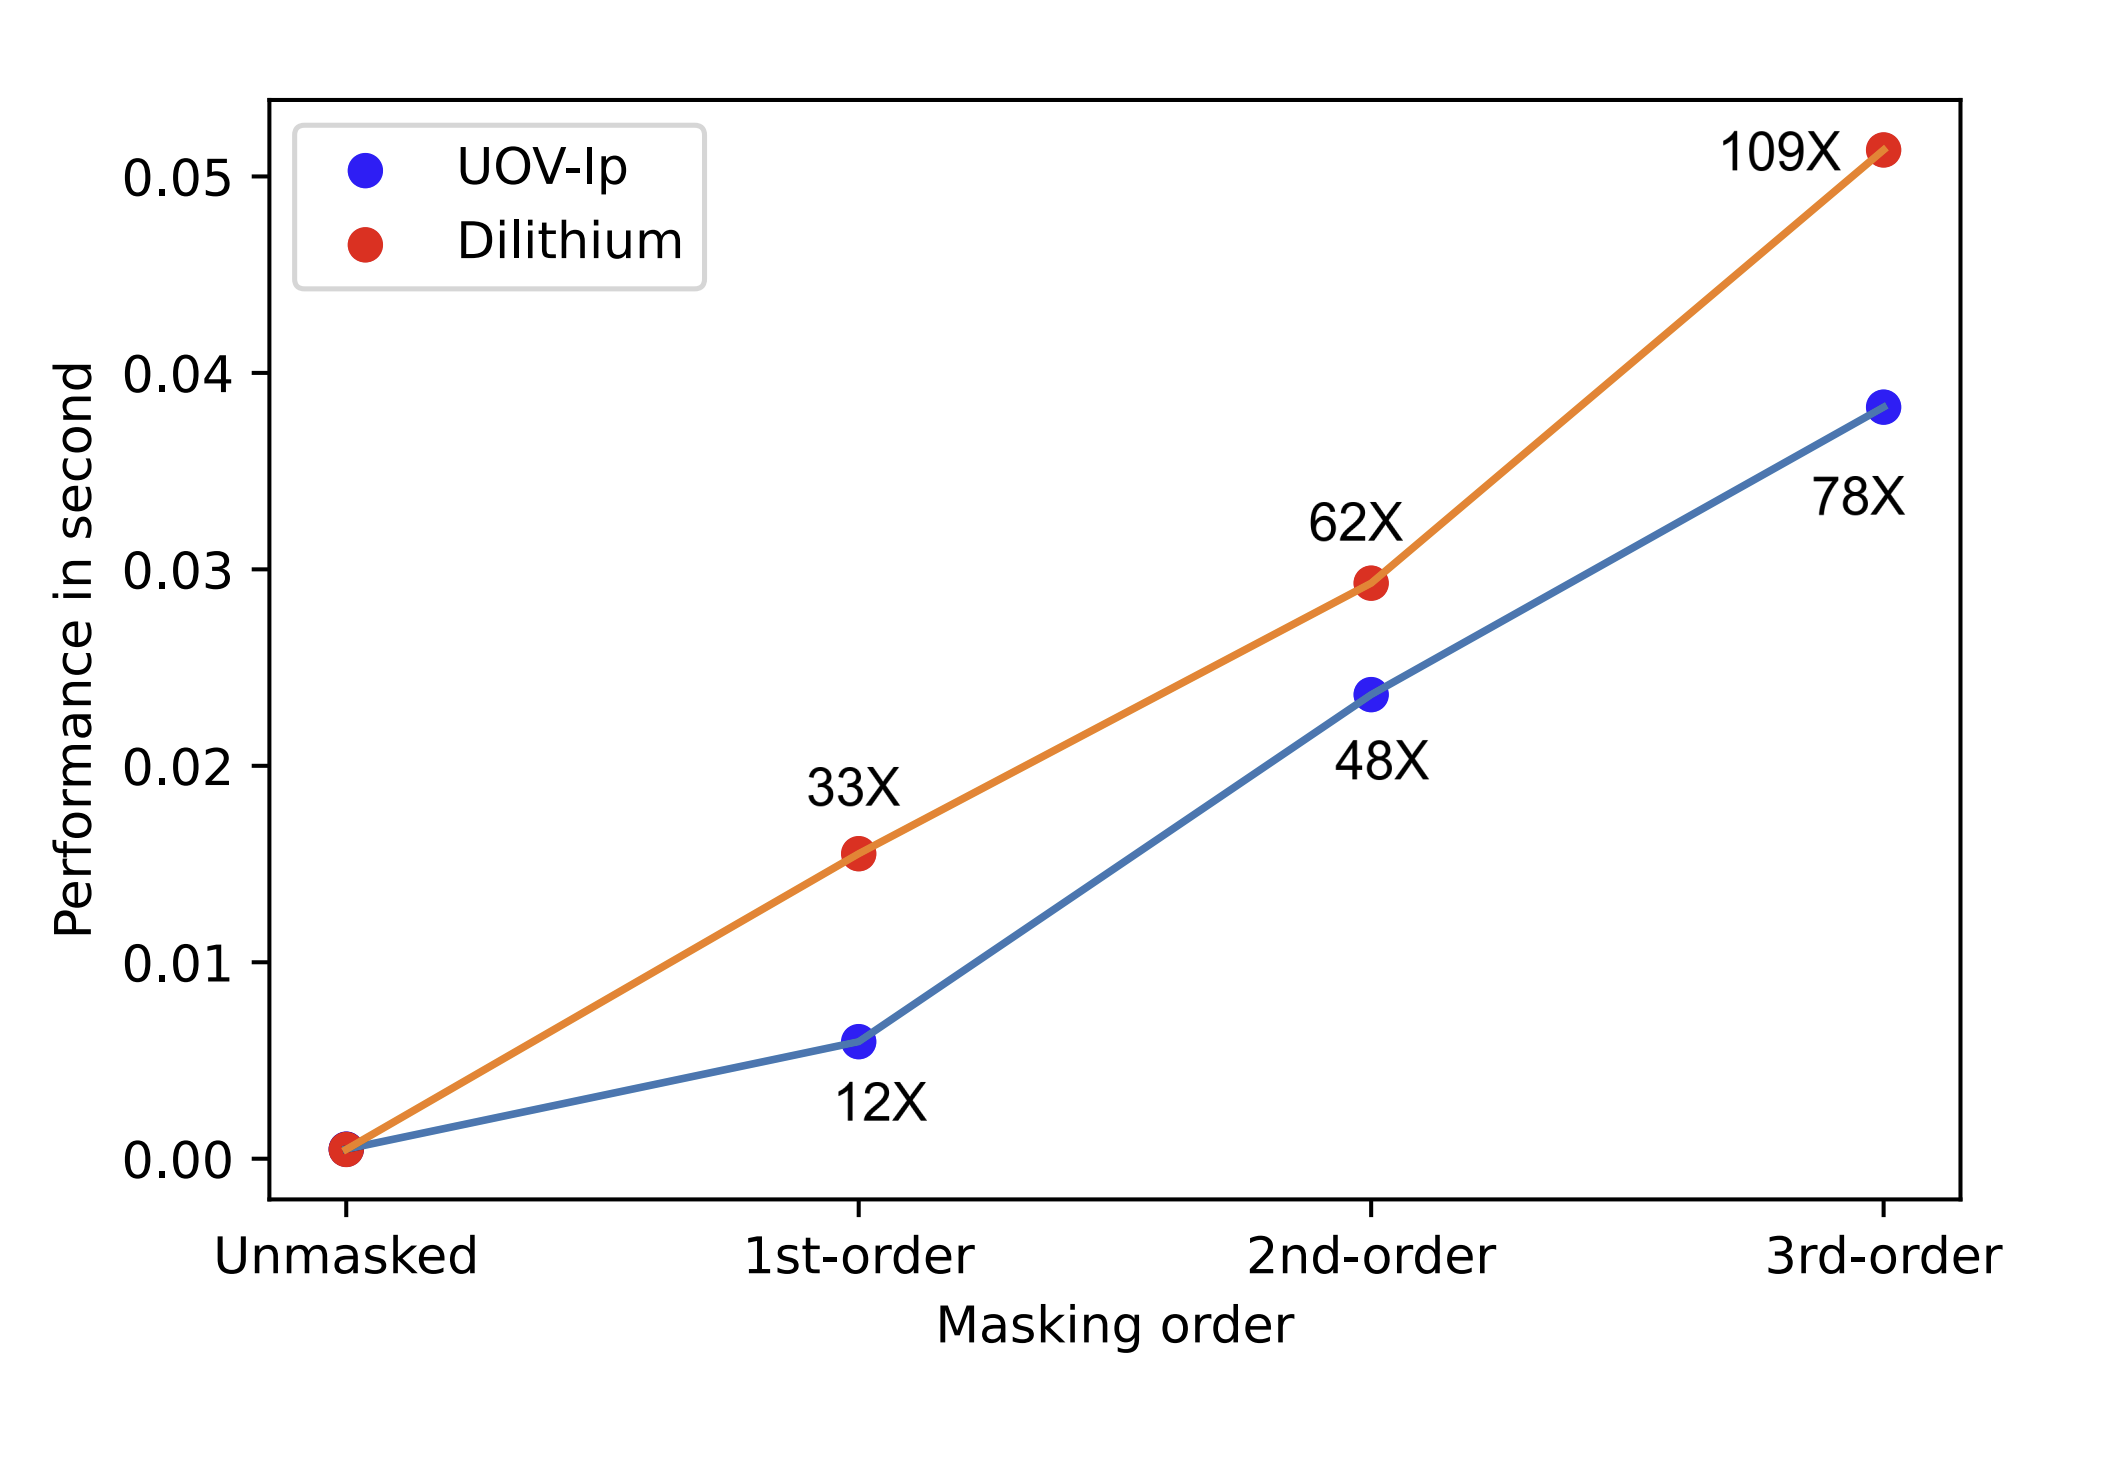 UOV-Ip
Dilithium
109X
0.05
0.04
78X
62X
0.03
48X
0.02
33X
0.01
12X
0.00
Performance in second
Unmasked 1st-order 2nd-order 3rd-order
Masking order